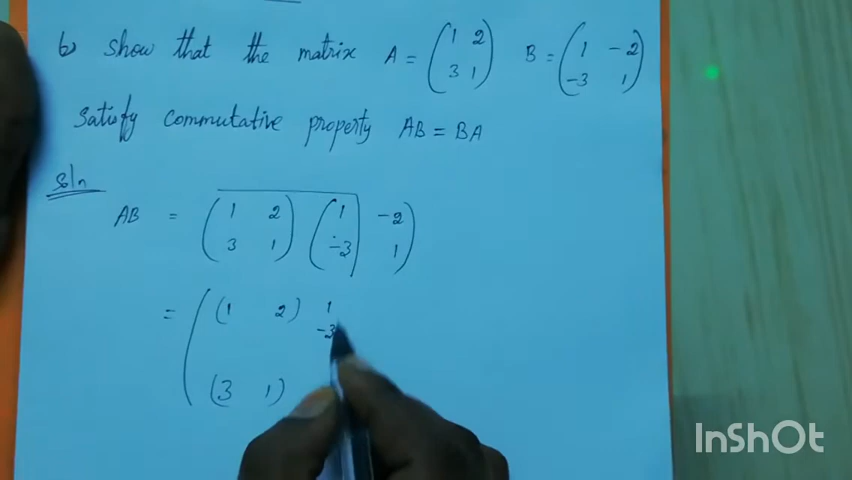 b) show that the matrix A = (1 2 3 1) B = (1 -2 -3 1)
satisfy commutative property AB = BA
Soln
AB = (1 2 3 1) (1 -2 -3 1)
= ((1 2) 1 -3
(3 1)
InShOt